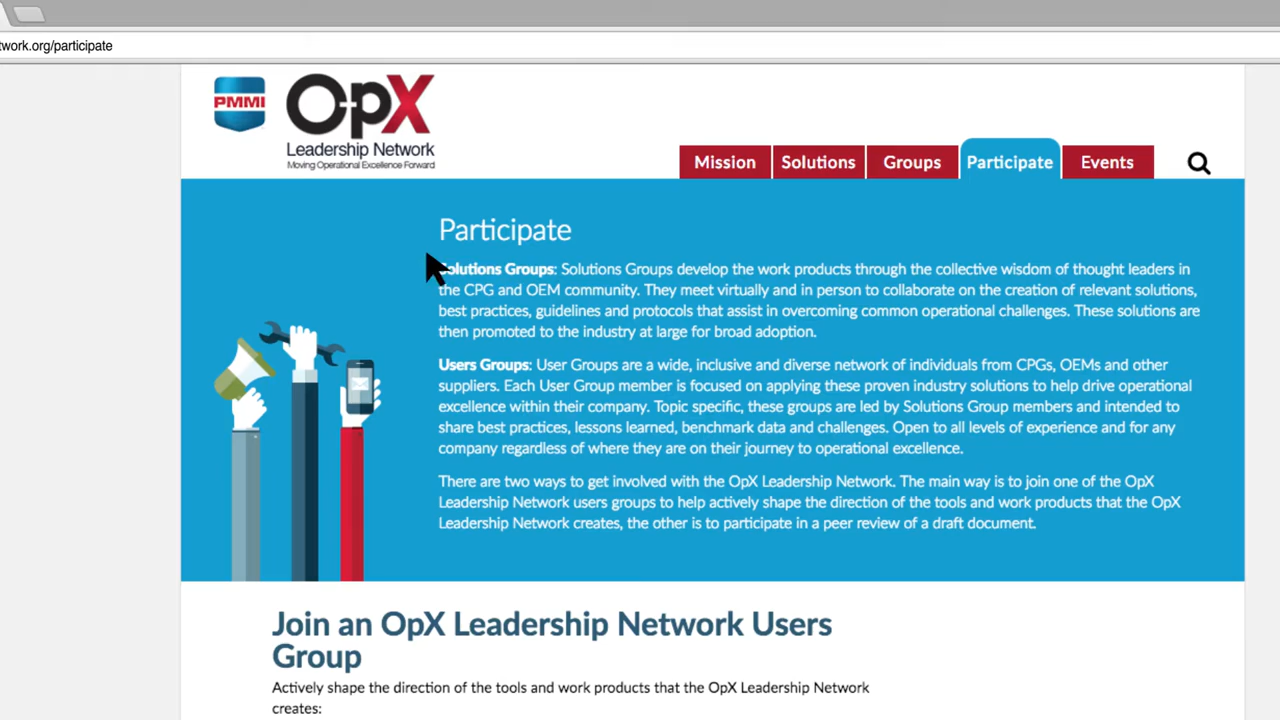 twork.org/participate
PMMI
OpX
Leadership Network
Moving Operational Excellence Forward
Mission
Solutions
Groups
Participate
Events
Participate
Solutions Groups: Solutions Groups develop the work products through the collective wisdom of thought leaders in
the CPG and OEM community. They meet virtually and in person to collaborate on the creation of relevant solutions,
best practices, guidelines and protocols that assist in overcoming common operational challenges. These solutions are
then promoted to the industry at large for broad adoption.
Users Groups: User Groups are a wide, inclusive and diverse network of individuals from CPGs, OEMs and other
suppliers. Each User Group member is focused on applying these proven industry solutions to help drive operational
excellence within their company. Topic specific, these groups are led by Solutions Group members and intended to
share best practices, lessons learned, benchmark data and challenges. Open to all levels of experience and for any
company regardless of where they are on their journey to operational excellence.
There are two ways to get involved with the OpX Leadership Network. The main way is to join one of the OpX
Leadership Network users groups to help actively shape the direction of the tools and work products that the OpX
Leadership Network creates, the other is to participate in a peer review of a draft document.
Join an OpX Leadership Network Users
Group
Actively shape the direction of the tools and work products that the OpX Leadership Network
creates: